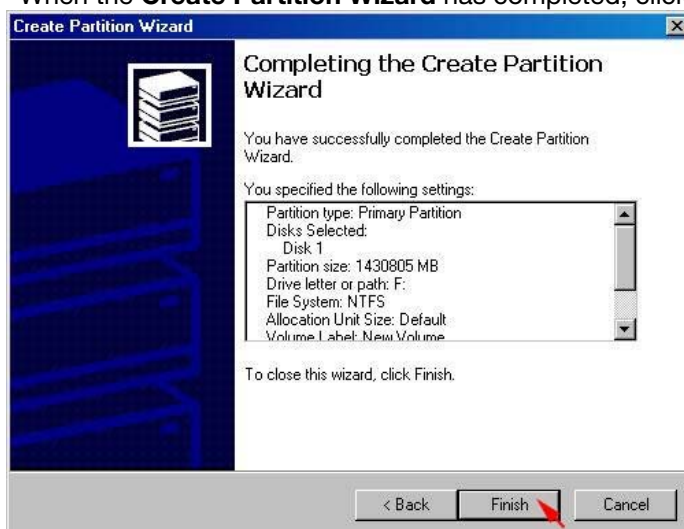 When the Create Partition Wizard has completed, click
Create Partition Wizard
Completing the Create Partition
Wizard
You have successfully completed the Create Partition
Wizard.
You specified the following settings:
Partition type: Primary Partition
Disks Selected:
Disk 1
Partition size: 1430805 MB
Drive letter or path: F:
File System: NTFS
Allocation Unit Size: Default
Volume Label: New Volume
To close this wizard, click Finish.
< Back Finish Cancel